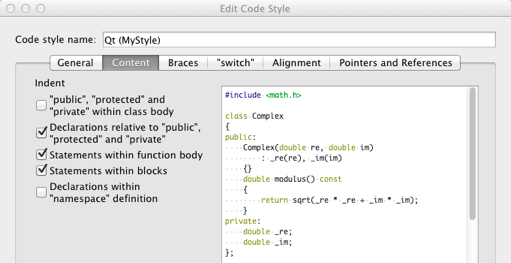 Edit Code Style
Code style name: Qt (MyStyle)
General Content Braces "switch" Alignment Pointers and References
Indent
"public", "protected" and
"private" within class body
Declarations relative to "public",
"protected" and "private"
Statements within function body
Statements within blocks
Declarations within
"namespace" definition
#include <math.h>
class Complex
{
public:
    Complex(double re, double im)
        : _re(re), _im(im)
    {}
    double modulus() const
    {
        return sqrt(_re * _re + _im * _im);
    }
private:
    double _re;
    double _im;
};